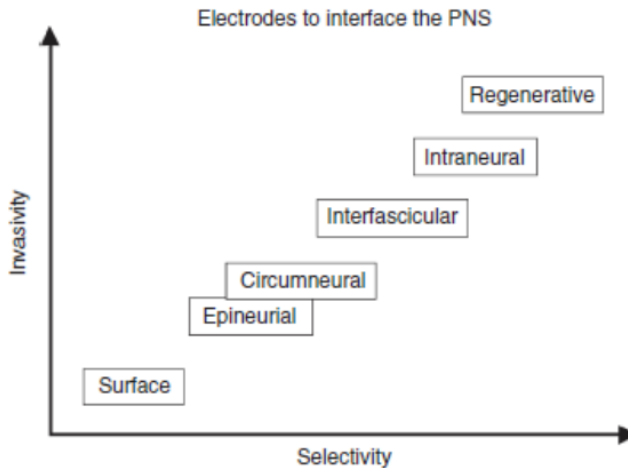 Electrodes to interface the PNS
Regenerative
Intraneural
Interfascicular
Circumneural
Epineurial
Surface
Invasivity
Selectivity